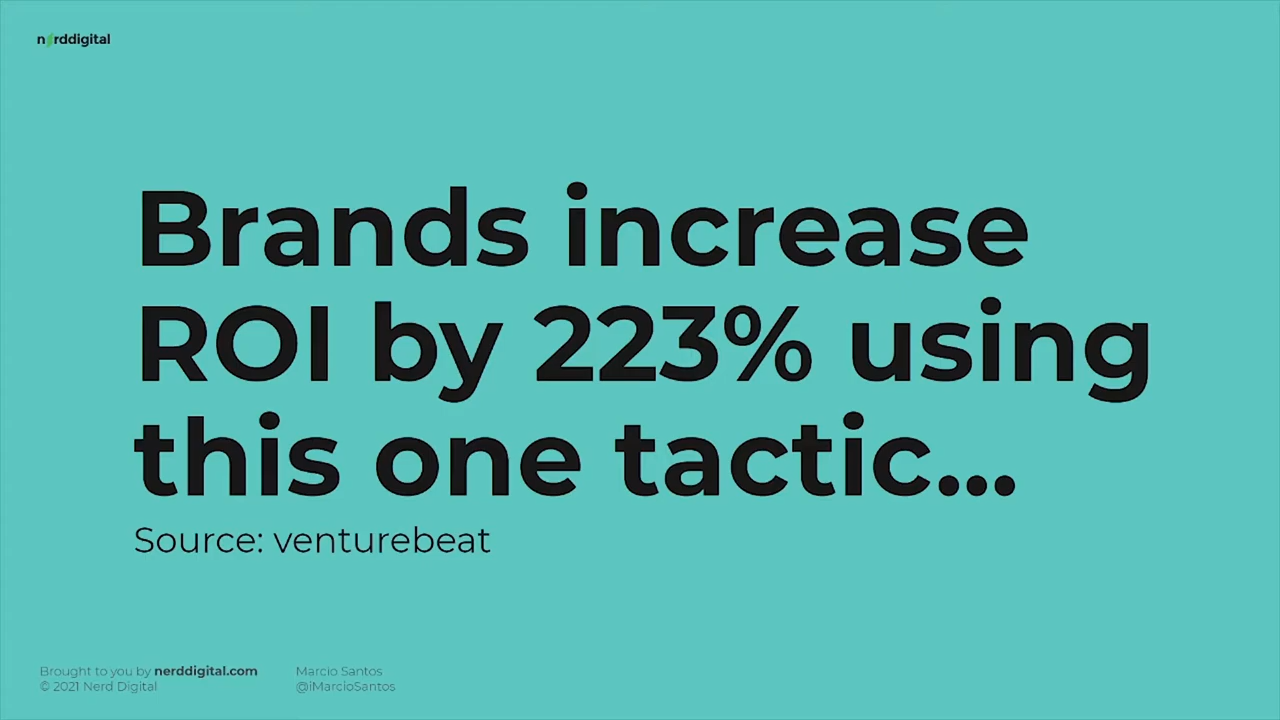 nerddigital
Brands increase
ROI by 223% using
this one tactic...
Source: venturebeat
Brought to you by nerddigital.com
© 2021 Nerd Digital
Marcio Santos
@iMarcioSantos